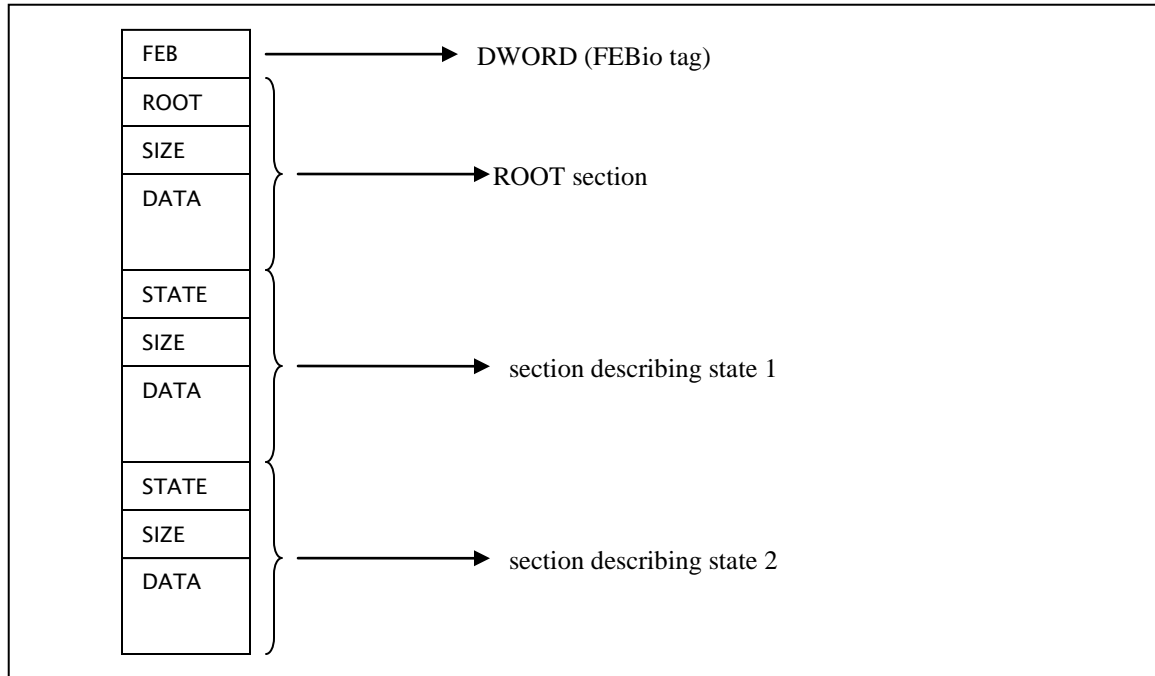 FEB
DWORD (FEBio tag)
ROOT
SIZE
ROOT section
DATA
STATE
SIZE
section describing state 1
DATA
STATE
SIZE
section describing state 2
DATA